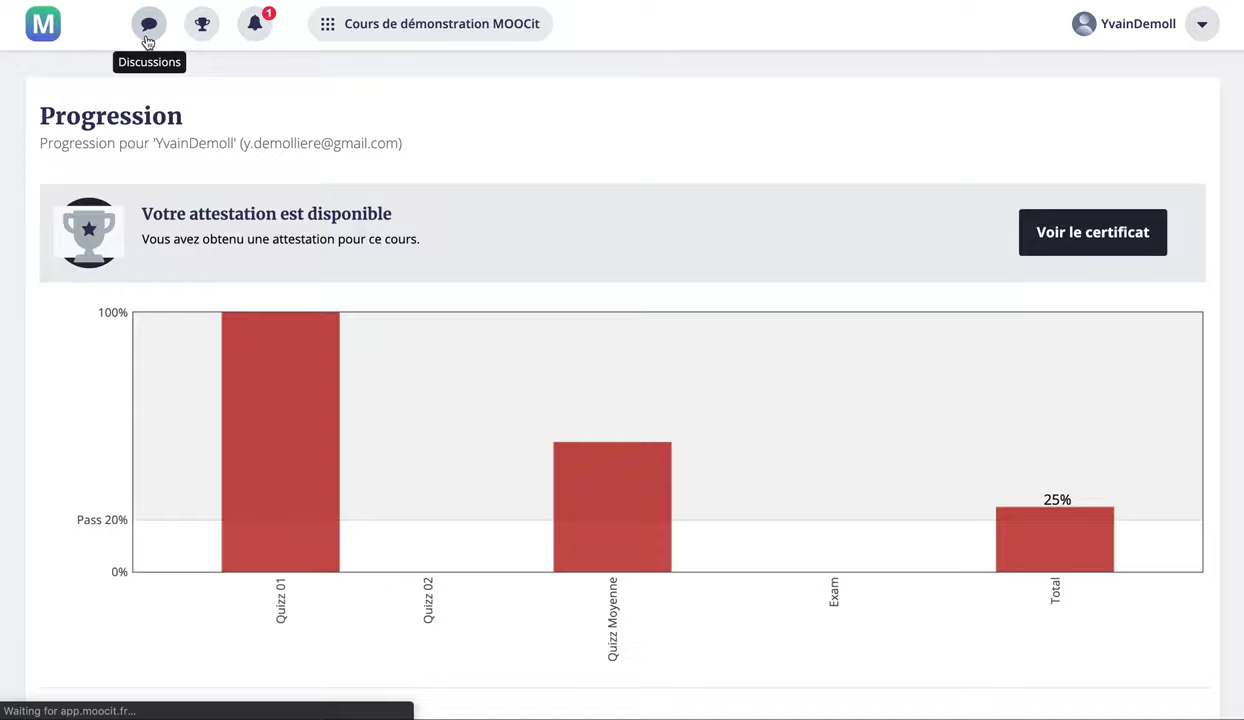 M
1
Cours de démonstration MOOCit
YvainDemoll
Discussions
Progression
Progression pour 'YvainDemoll' (y.demolliere@gmail.com)
Votre attestation est disponible
Vous avez obtenu une attestation pour ce cours.
Voir le certificat
100%
25%
Pass 20%
0%
Quizz 01
Quizz 02
Quizz Moyenne
Exam
Total
Waiting for app.moocit.fr...